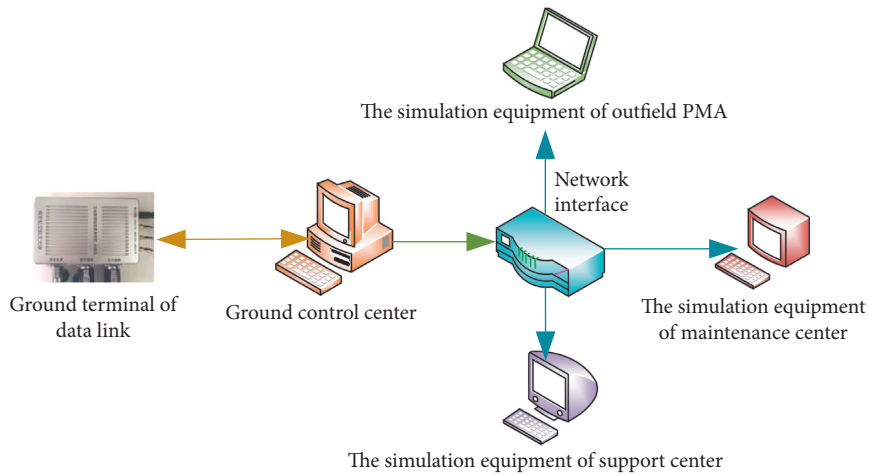 The simulation equipment of outfield PMA
Network
interface
Ground terminal of
data link
Ground control center
The simulation equipment
of maintenance center
The simulation equipment of support center